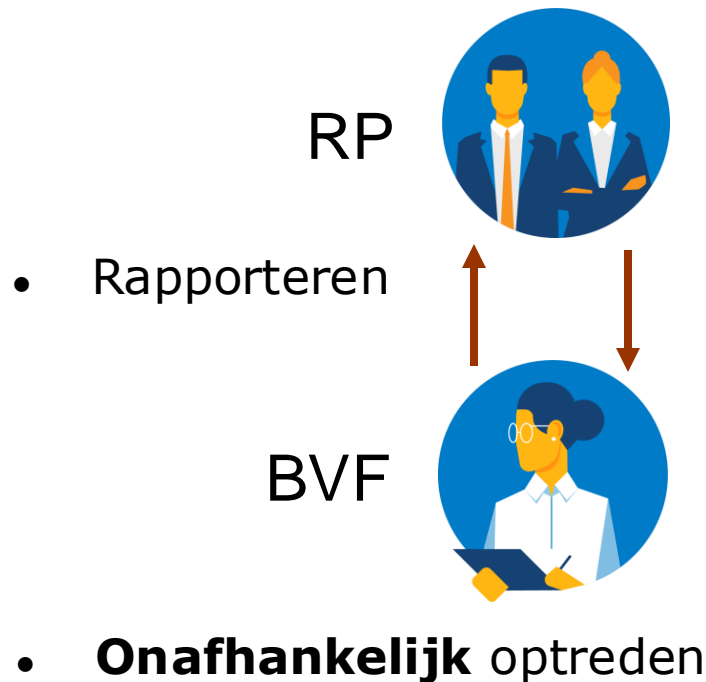 RP
• Rapporteren
BVF
• Onafhankelijk optreden